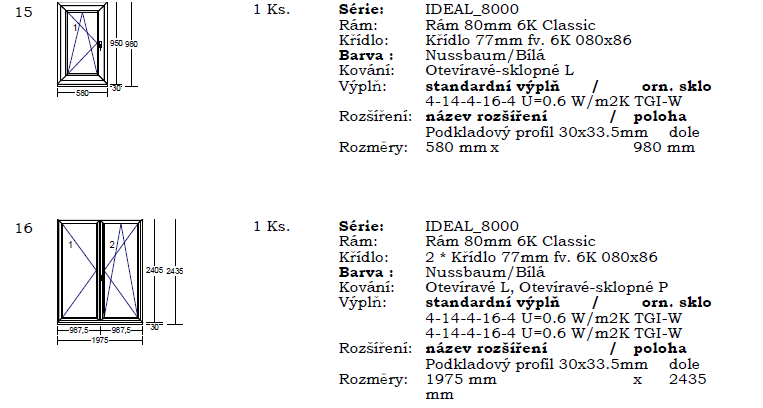 15
1 Ks.
Série: IDEAL_8000
Rám: Rám 80mm 6K Classic
Křídlo: Křídlo 77mm fv. 6K 080x86
Barva : Nussbaum/Bílá
Kování: Otevíravé-sklopné L
Výplň: standardní výplň / orn. sklo
4-14-4-16-4 U=0.6 W/m2K TGI-W
Rozšíření: název rozšíření / poloha
Podkladový profil 30x33.5mm dole
Rozměry: 580 mm x 980 mm
1
950 980
30
580
16
1 Ks.
Série: IDEAL_8000
Rám: Rám 80mm 6K Classic
Křídlo: 2 * Křídlo 77mm fv. 6K 080x86
Barva : Nussbaum/Bílá
Kování: Otevíravé L, Otevíravé-sklopné P
Výplň: standardní výplň / orn. sklo
4-14-4-16-4 U=0.6 W/m2K TGI-W
4-14-4-16-4 U=0.6 W/m2K TGI-W
Rozšíření: název rozšíření / poloha
Podkladový profil 30x33.5mm dole
Rozměry: 1975 mm x 2435
mm
1 2
2405 2435
30
987,5 987,5
1975